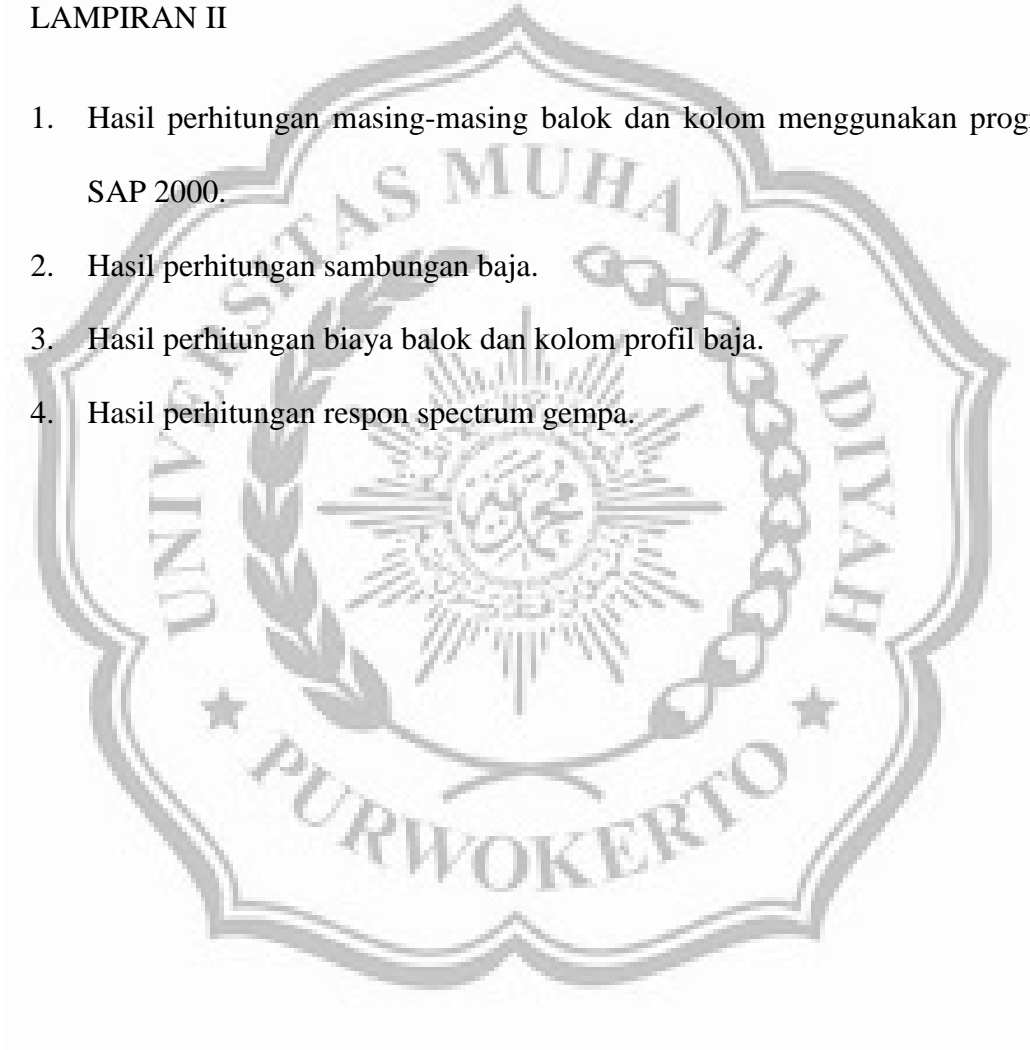 LAMPIRAN II
1. Hasil perhitungan masing-masing balok dan kolom menggunakan prog
SAP 2000.
2. Hasil perhitungan sambungan baja.
3. Hasil perhitungan biaya balok dan kolom profil baja.
4. Hasil perhitungan respon spectrum gempa.
UNIVERSITAS MUHAMMADIYAH
PURWOKERTO